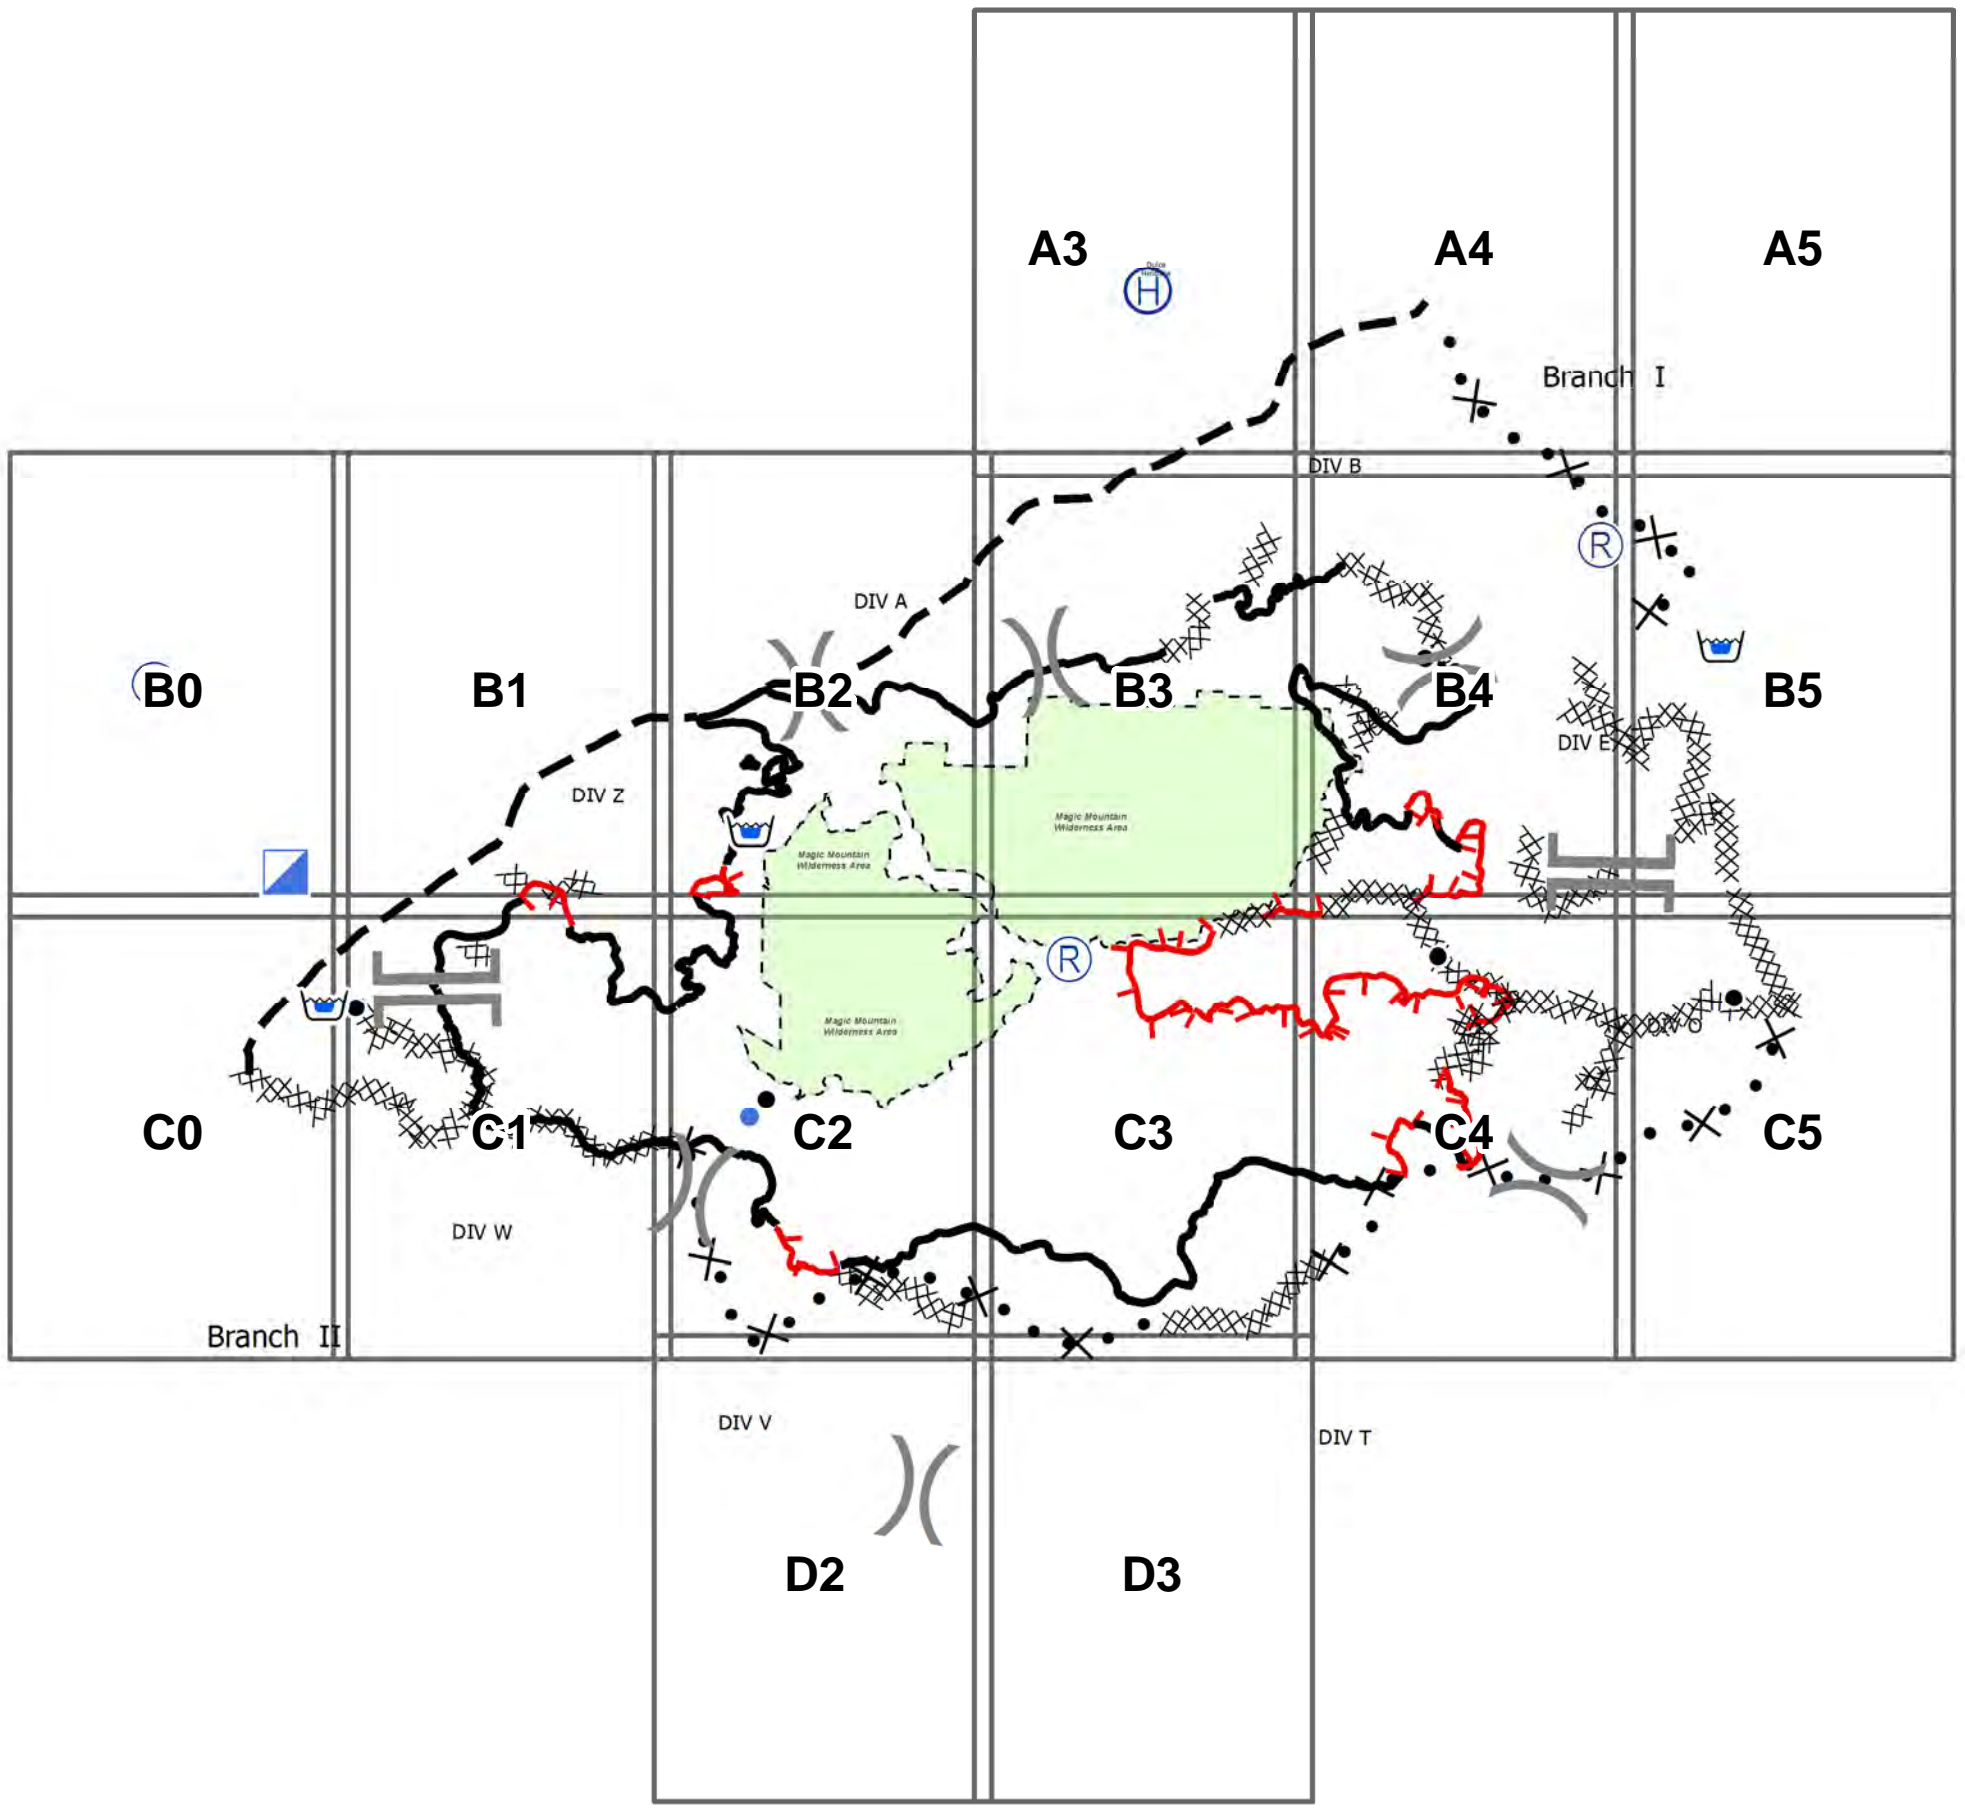 A3
A4
A5
Dulce
H
Branch I
DIV B
R
DIV A
B0
B1
B2
B3
B4
B5
DIV E
DIV Z
Magic Mountain
Wilderness Area
Magic Mountain
Wilderness Area
R
Magic Mountain
Wilderness Area
C0
C1
C2
C3
C4
C5
DIV W
Branch II
DIV V
DIV T
D2
D3